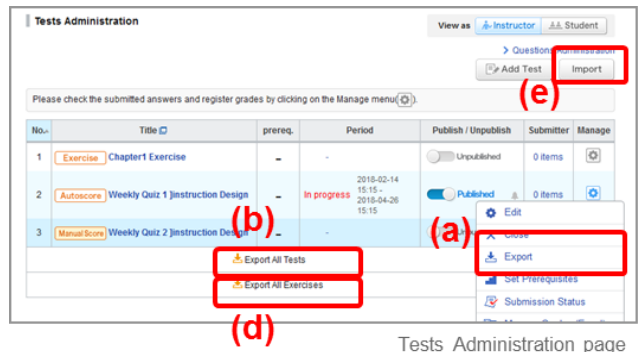 Tests Administration
View as Instructor Student
> Questions Administration
Add Test Import
(e)
Please check the submitted answers and register grades by clicking on the Manage menu( ).
No. Title prereq. Period Publish / Unpublish Submitter Manage
1 Exercise Chapter1 Exercise - - Unpublished 0 items
2 Autoscore Weekly Quiz 1 ]instruction Design - In progress 2018-02-14
15:15 -
2018-04-26
15:15
Published 0 items
Edit
3 Manual Score Weekly Quiz 2 ]instruction Design - -
(b)
(a)
Close
Export All Tests
Export
Export All Exercises
Set Prerequisites
Submission Status
(d)
Tests Administration page